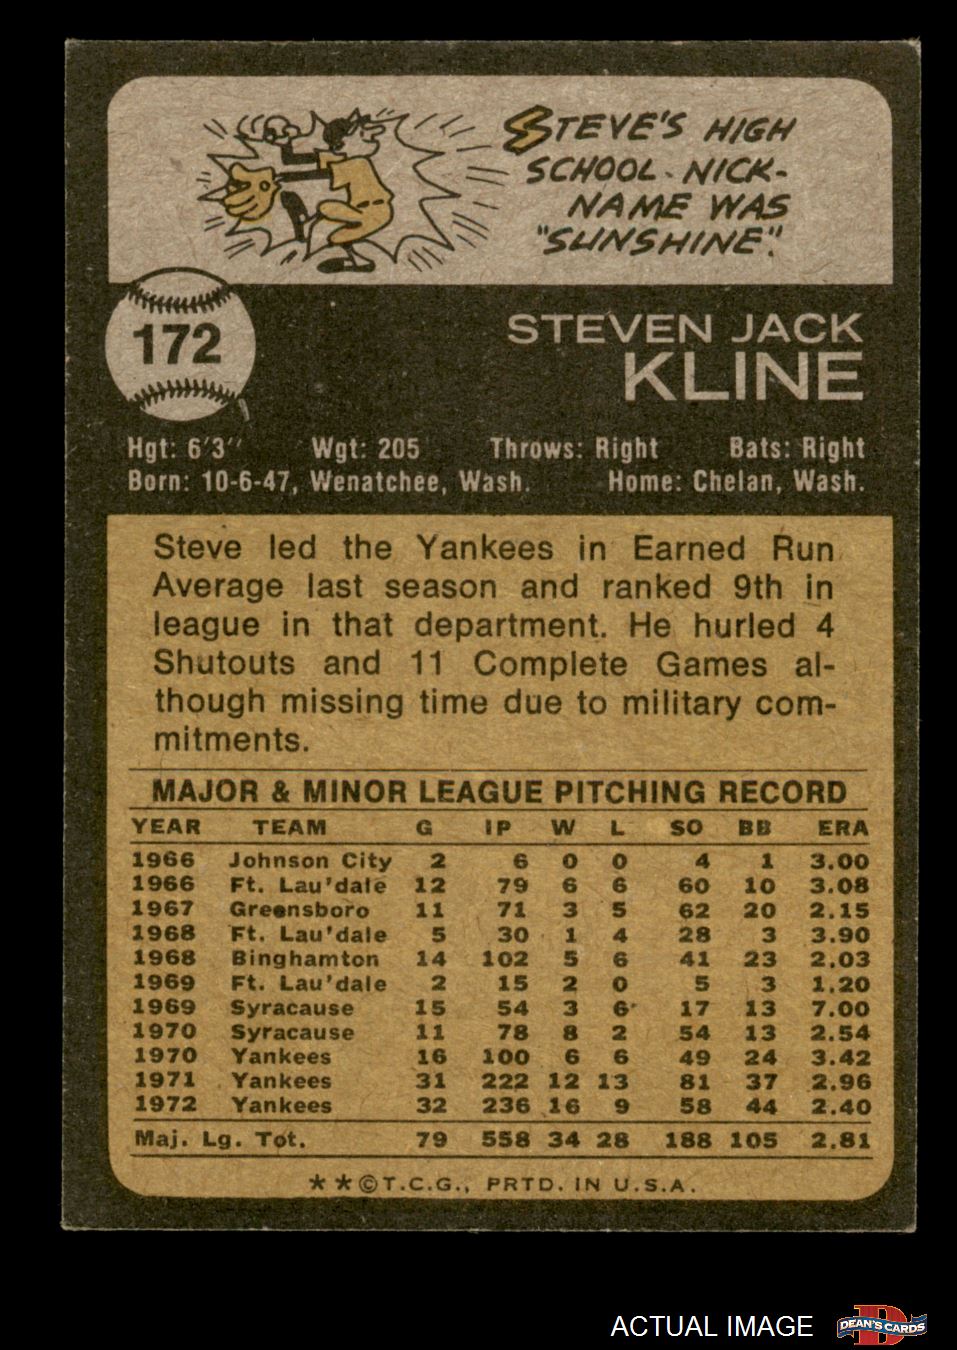 STEVE'S HIGH
SCHOOL NICK-
NAME WAS
"SUNSHINE."
172
STEVEN JACK
KLINE
Hgt: 6'3'' Wgt: 205 Throws: Right Bats: Right
Born: 10-6-47, Wenatchee, Wash. Home: Chelan, Wash.
Steve led the Yankees in Earned Run
Average last season and ranked 9th in
league in that department. He hurled 4
Shutouts and 11 Complete Games al-
though missing time due to military com-
mitments.
MAJOR & MINOR LEAGUE PITCHING RECORD
YEAR TEAM G IP W L SO BB ERA
1966 Johnson City 2 6 0 0 4 1 3.00
1966 Ft. Lau'dale 12 79 6 6 60 10 3.08
1967 Greensboro 11 71 3 5 62 20 2.15
1968 Ft. Lau'dale 5 30 1 4 28 3 3.90
1968 Binghamton 14 102 5 6 41 23 2.03
1969 Ft. Lau'dale 2 15 2 0 5 3 1.20
1969 Syracause 15 54 3 6 17 13 7.00
1970 Syracause 11 78 8 2 54 13 2.54
1970 Yankees 16 100 6 6 49 24 3.42
1971 Yankees 31 222 12 13 81 37 2.96
1972 Yankees 32 236 16 9 58 44 2.40
Maj. Lg. Tot. 79 558 34 28 188 105 2.81
**©T.C.G., PRTD. IN U.S.A.
ACTUAL IMAGE
D
DEAN'S CARDS